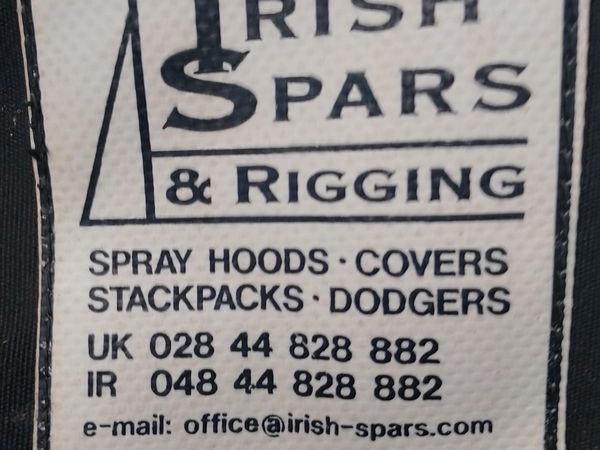 IRISH
SPARS
& RIGGING
SPRAY HOODS · COVERS
STACKPACKS · DODGERS
UK 028 44 828 882
IR 048 44 828 882
e-mail: office@irish-spars.com